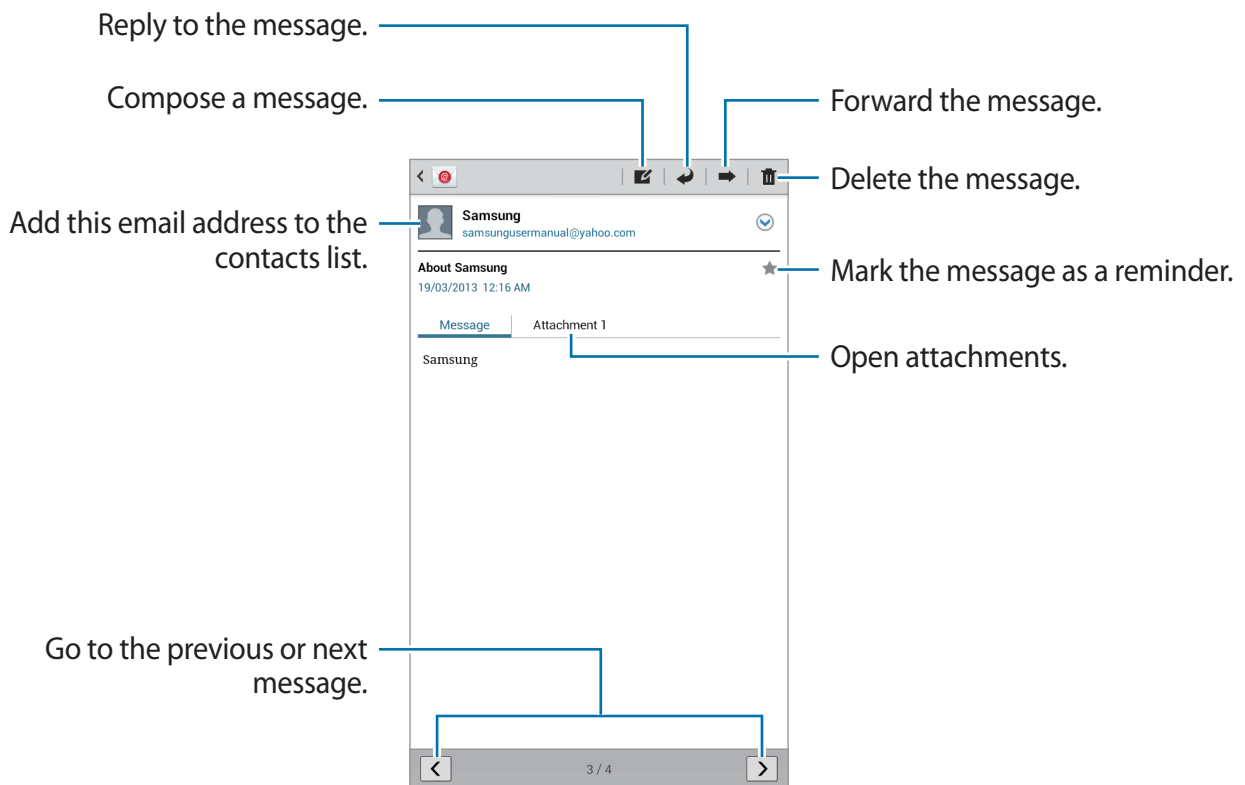 Reply to the message.
Compose a message.
Forward the message.
Delete the message.
Add this email address to the
contacts list.
Samsung
samsungusermanual@yahoo.com
About Samsung
19/03/2013 12:16 AM
Mark the message as a reminder.
Message
Attachment 1
Open attachments.
Samsung
Go to the previous or next
message.
3 / 4